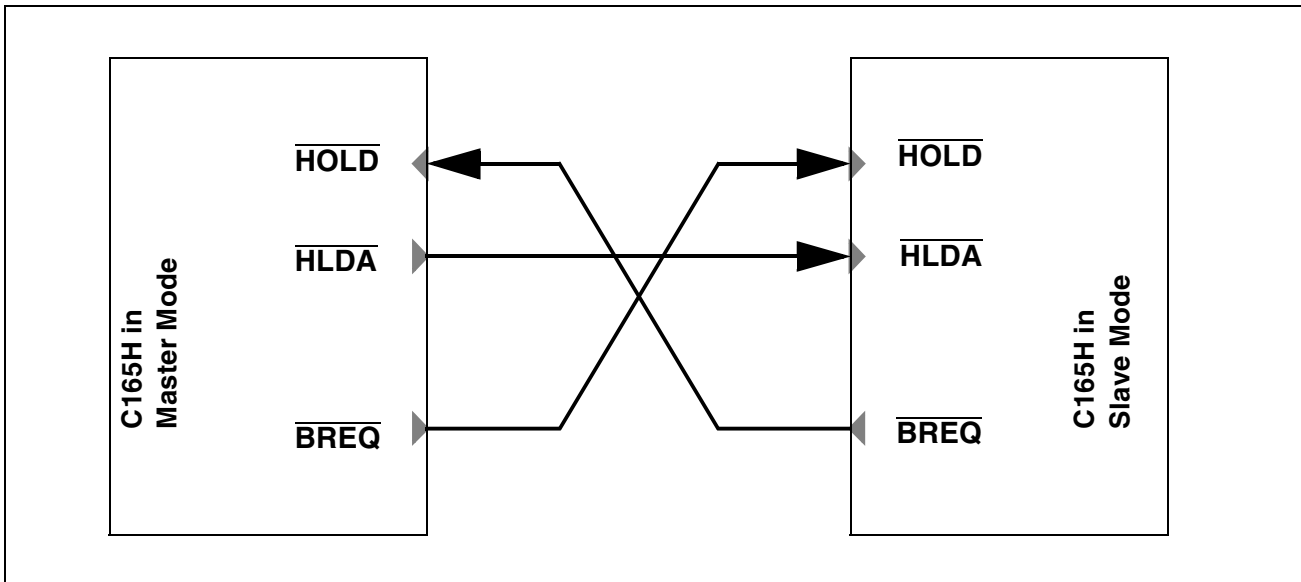 C165H in
Master Mode
HOLD
HLDA
BREQ
HOLD
HLDA
BREQ
C165H in
Slave Mode